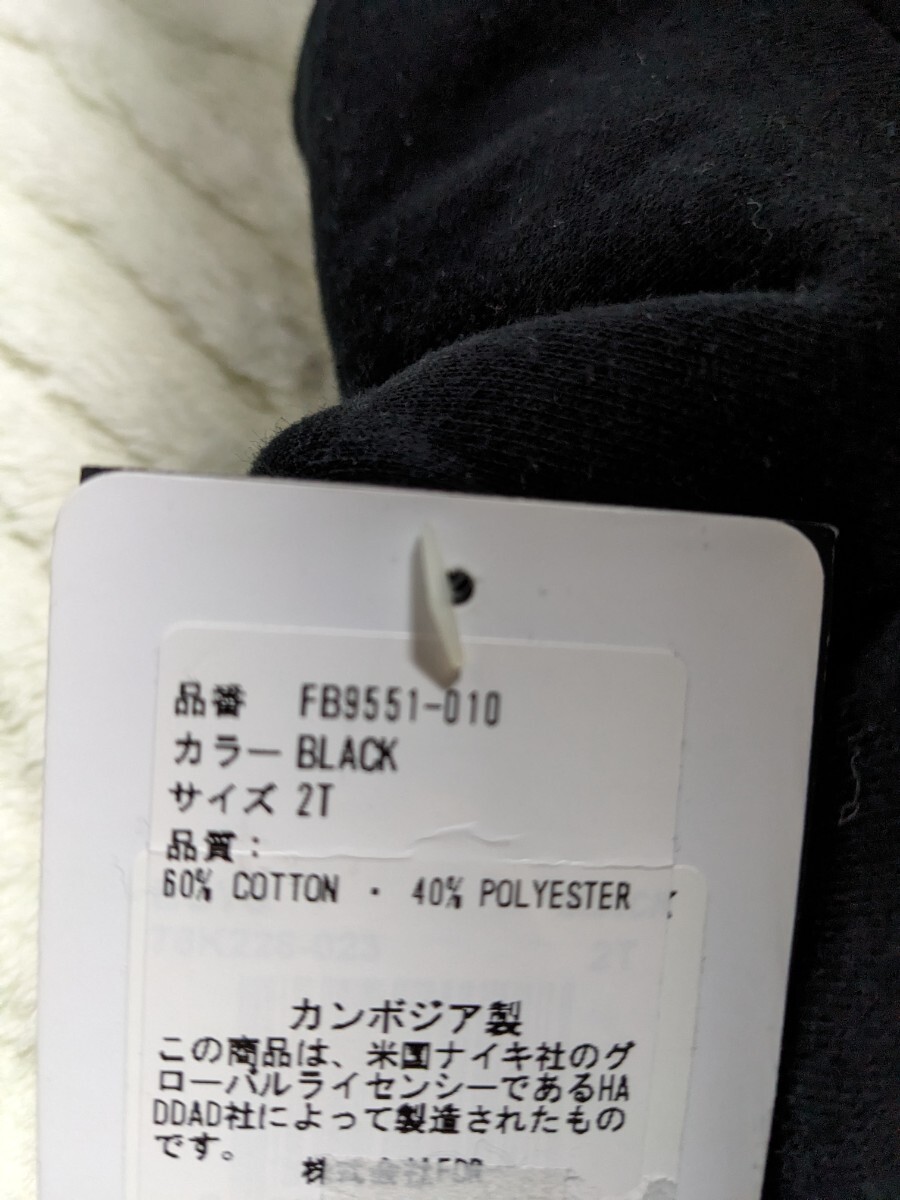 品番 FB9551-010
カラー BLACK
サイズ 2T
品質:
60% COTTON ・ 40% POLYESTER
2T
カンボジア製
この商品は、米国ナイキ社のグ
ローバルライセンシーであるHA
DDAD社によって製造されたもの
です。